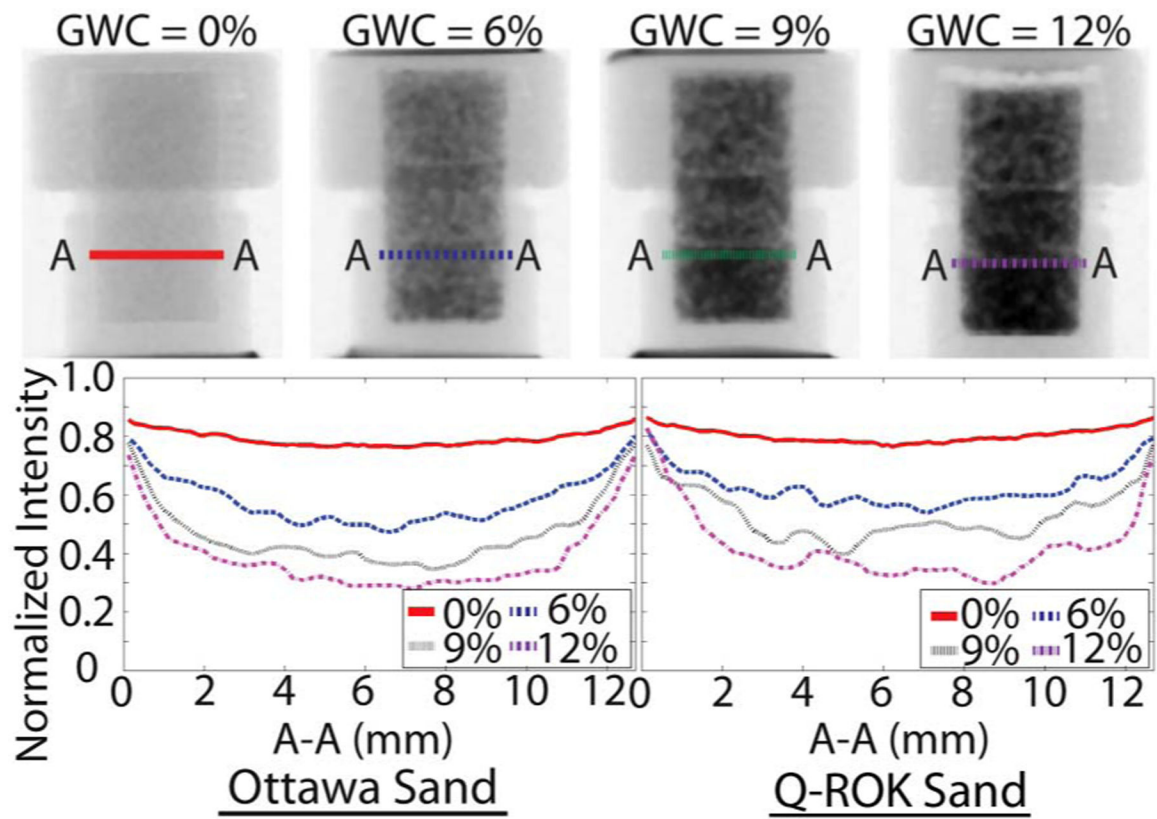 GWC = 0% GWC = 6% GWC = 9% GWC = 12%
A A A A A A A A
Normalized Intensity
1.0
0.8
0.6
0.4
0.2
0
0% 6%
9% 12%
0% 6%
9% 12%
0 2 4 6 8 10 12 0 2 4 6 8 10 12
A-A (mm) A-A (mm)
Ottawa Sand Q-ROK Sand